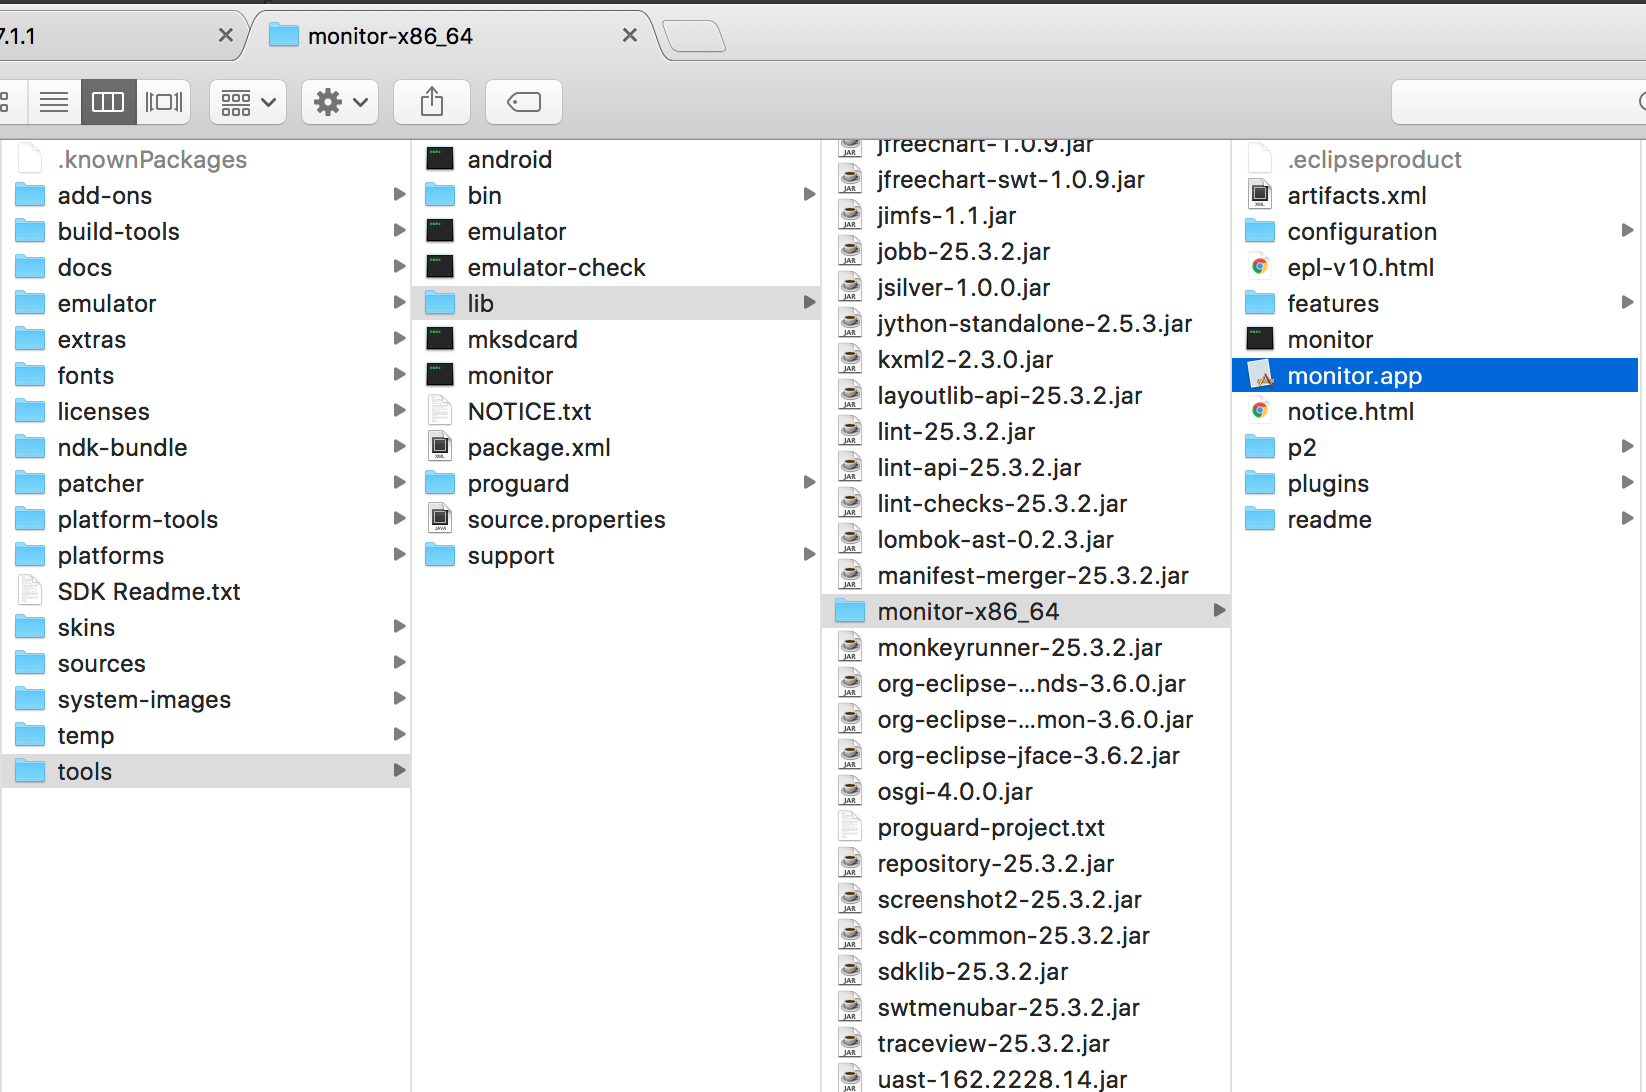 7.1.1
monitor-x86_64
.knownPackages
add-ons
build-tools
docs
emulator
extras
fonts
licenses
ndk-bundle
patcher
platform-tools
platforms
SDK Readme.txt
skins
sources
system-images
temp
tools
android
bin
emulator
emulator-check
lib
mksdcard
monitor
NOTICE.txt
package.xml
proguard
source.properties
support
jfreechart-1.0.9.jar
jfreechart-swt-1.0.9.jar
jimfs-1.1.jar
jobb-25.3.2.jar
jsilver-1.0.0.jar
jython-standalone-2.5.3.jar
kxml2-2.3.0.jar
layoutlib-api-25.3.2.jar
lint-25.3.2.jar
lint-api-25.3.2.jar
lint-checks-25.3.2.jar
lombok-ast-0.2.3.jar
manifest-merger-25.3.2.jar
monitor-x86_64
monkeyrunner-25.3.2.jar
org-eclipse-...nds-3.6.0.jar
org-eclipse-...mon-3.6.0.jar
org-eclipse-jface-3.6.2.jar
osgi-4.0.0.jar
proguard-project.txt
repository-25.3.2.jar
screenshot2-25.3.2.jar
sdk-common-25.3.2.jar
sdklib-25.3.2.jar
swtmenubar-25.3.2.jar
traceview-25.3.2.jar
uast-162.2228.14.jar
.eclipseproduct
artifacts.xml
configuration
epl-v10.html
features
monitor
monitor.app
notice.html
p2
plugins
readme